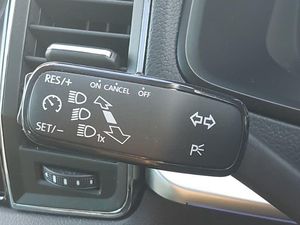 RES/+
ON CANCEL OFF
SET/-
1x
P